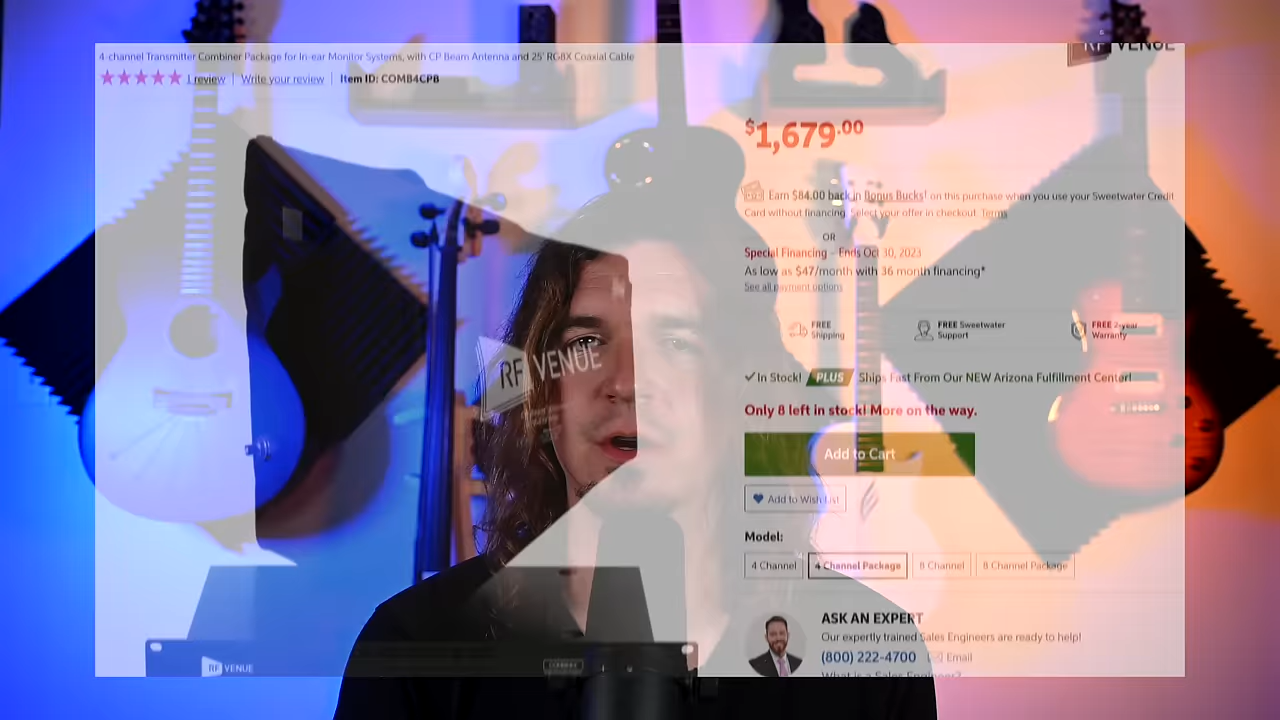 RF VENUE
4-channel Transmitter Combiner Package for In-ear Monitor Systems, with CP Beam Antenna and 25' RG8X Coaxial Cable
1 review | Write your review | Item ID: COMB4CPB
$1,679.00
Earn $84.00 back in Bonus Bucks! on this purchase when you use your Sweetwater Credit
Card without financing. Select your offer in checkout. Terms
OR
Special Financing – Ends Oct 30, 2023
As low as $47/month with 36 month financing*
See all payment options
FREE Shipping
FREE Sweetwater Support
FREE 2-year Warranty
RF VENUE
In Stock! PLUS Ships Fast From Our NEW Arizona Fulfillment Center!
Only 8 left in stock! More on the way.
Add to Cart
Add to Wish List
Model:
4 Channel 4 Channel Package 8 Channel 8 Channel Package
ASK AN EXPERT
Our expertly trained Sales Engineers are ready to help!
(800) 222-4700 Email
What is a Sales Engineer?
RF VENUE